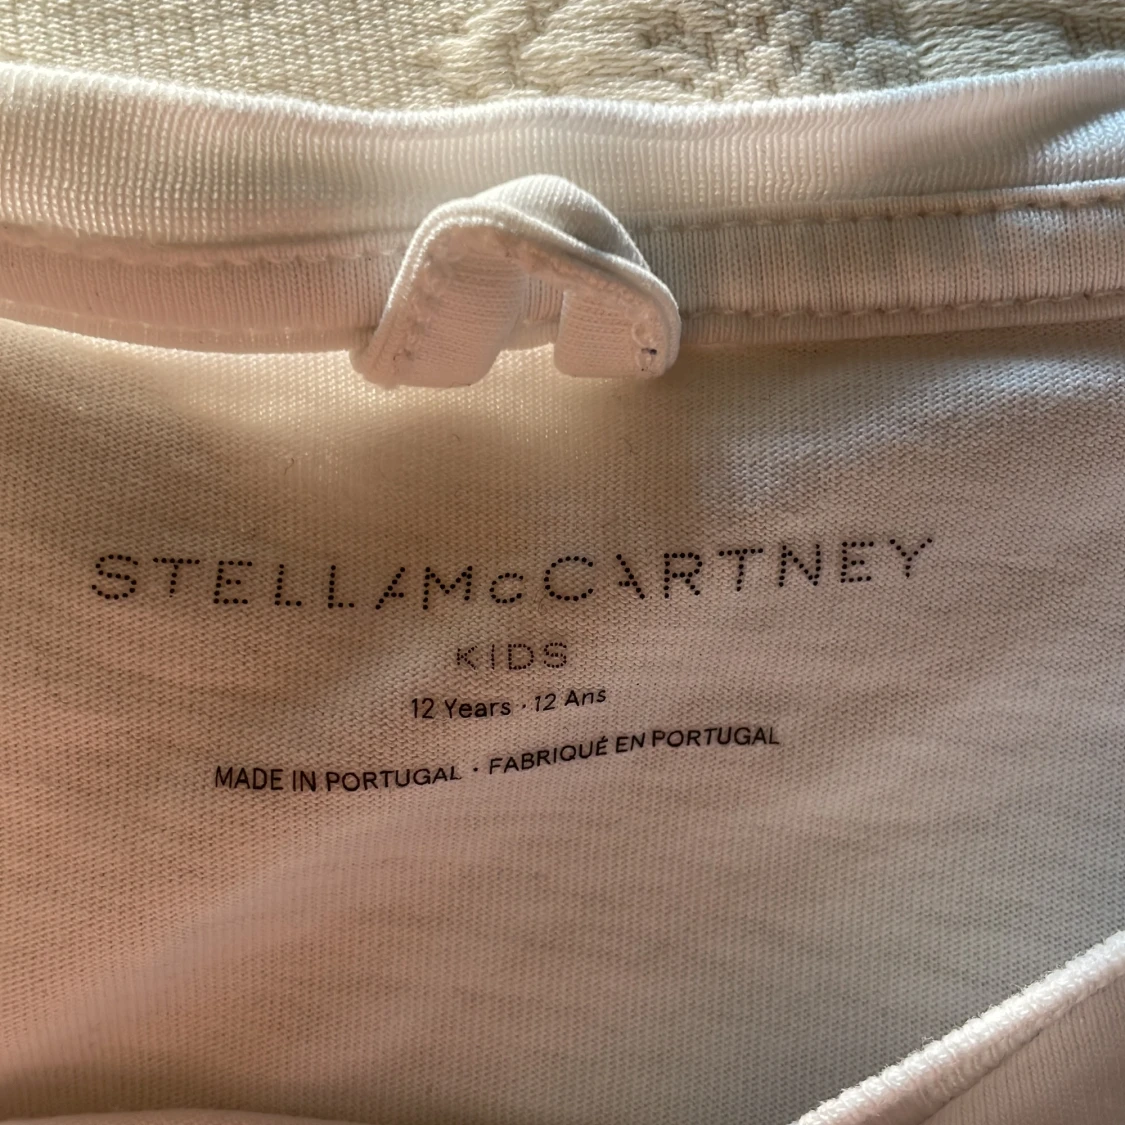 STELLA McCARTNEY
KIDS
12 Years · 12 Ans
MADE IN PORTUGAL · FABRIQUÉ EN PORTUGAL